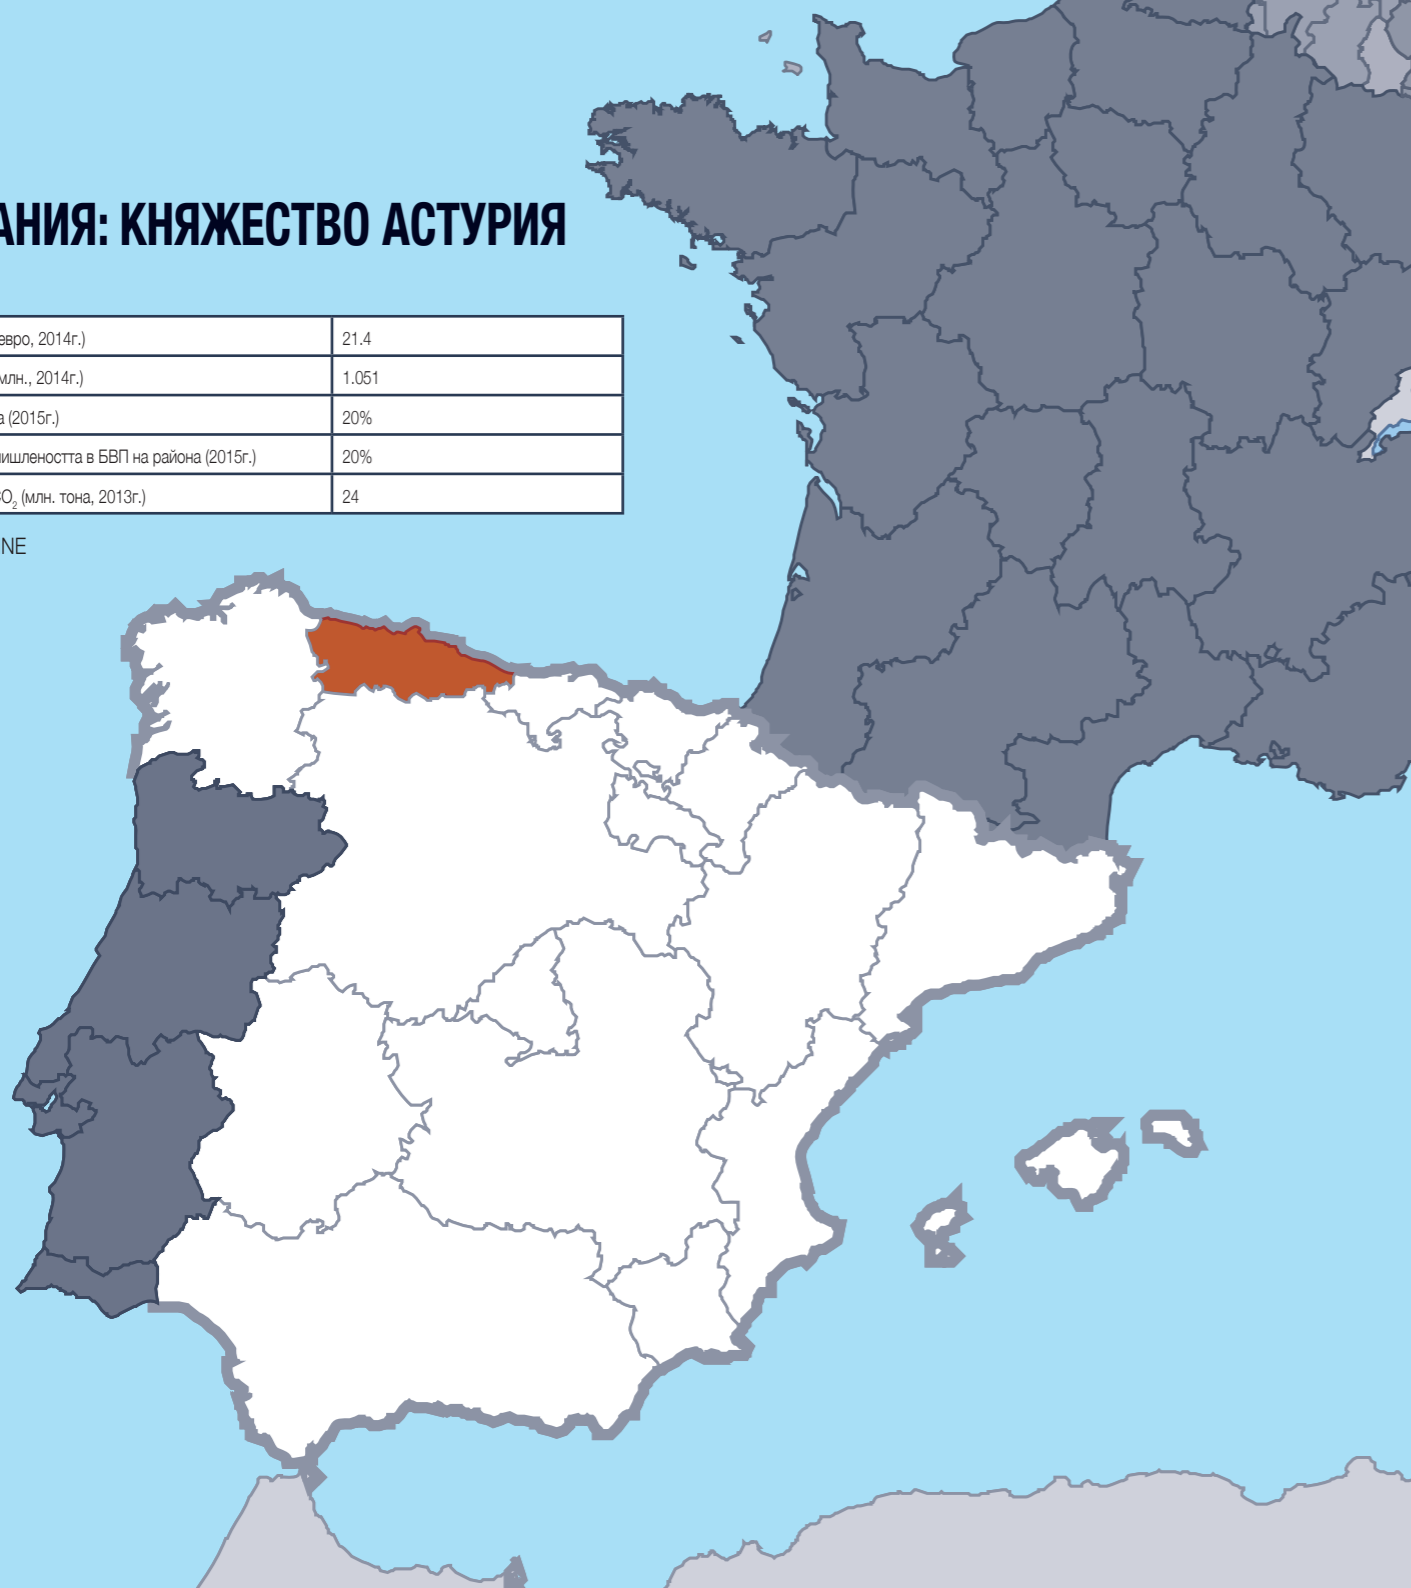 АНИЯ: КНЯЖЕСТВО АСТУРИЯ
евро, 2014г.) 21.4
млн., 2014г.) 1.051
а (2015г.) 20%
ишлеността в БВП на района (2015г.) 20%
CO₂ (млн. тона, 2013г.) 24
NE